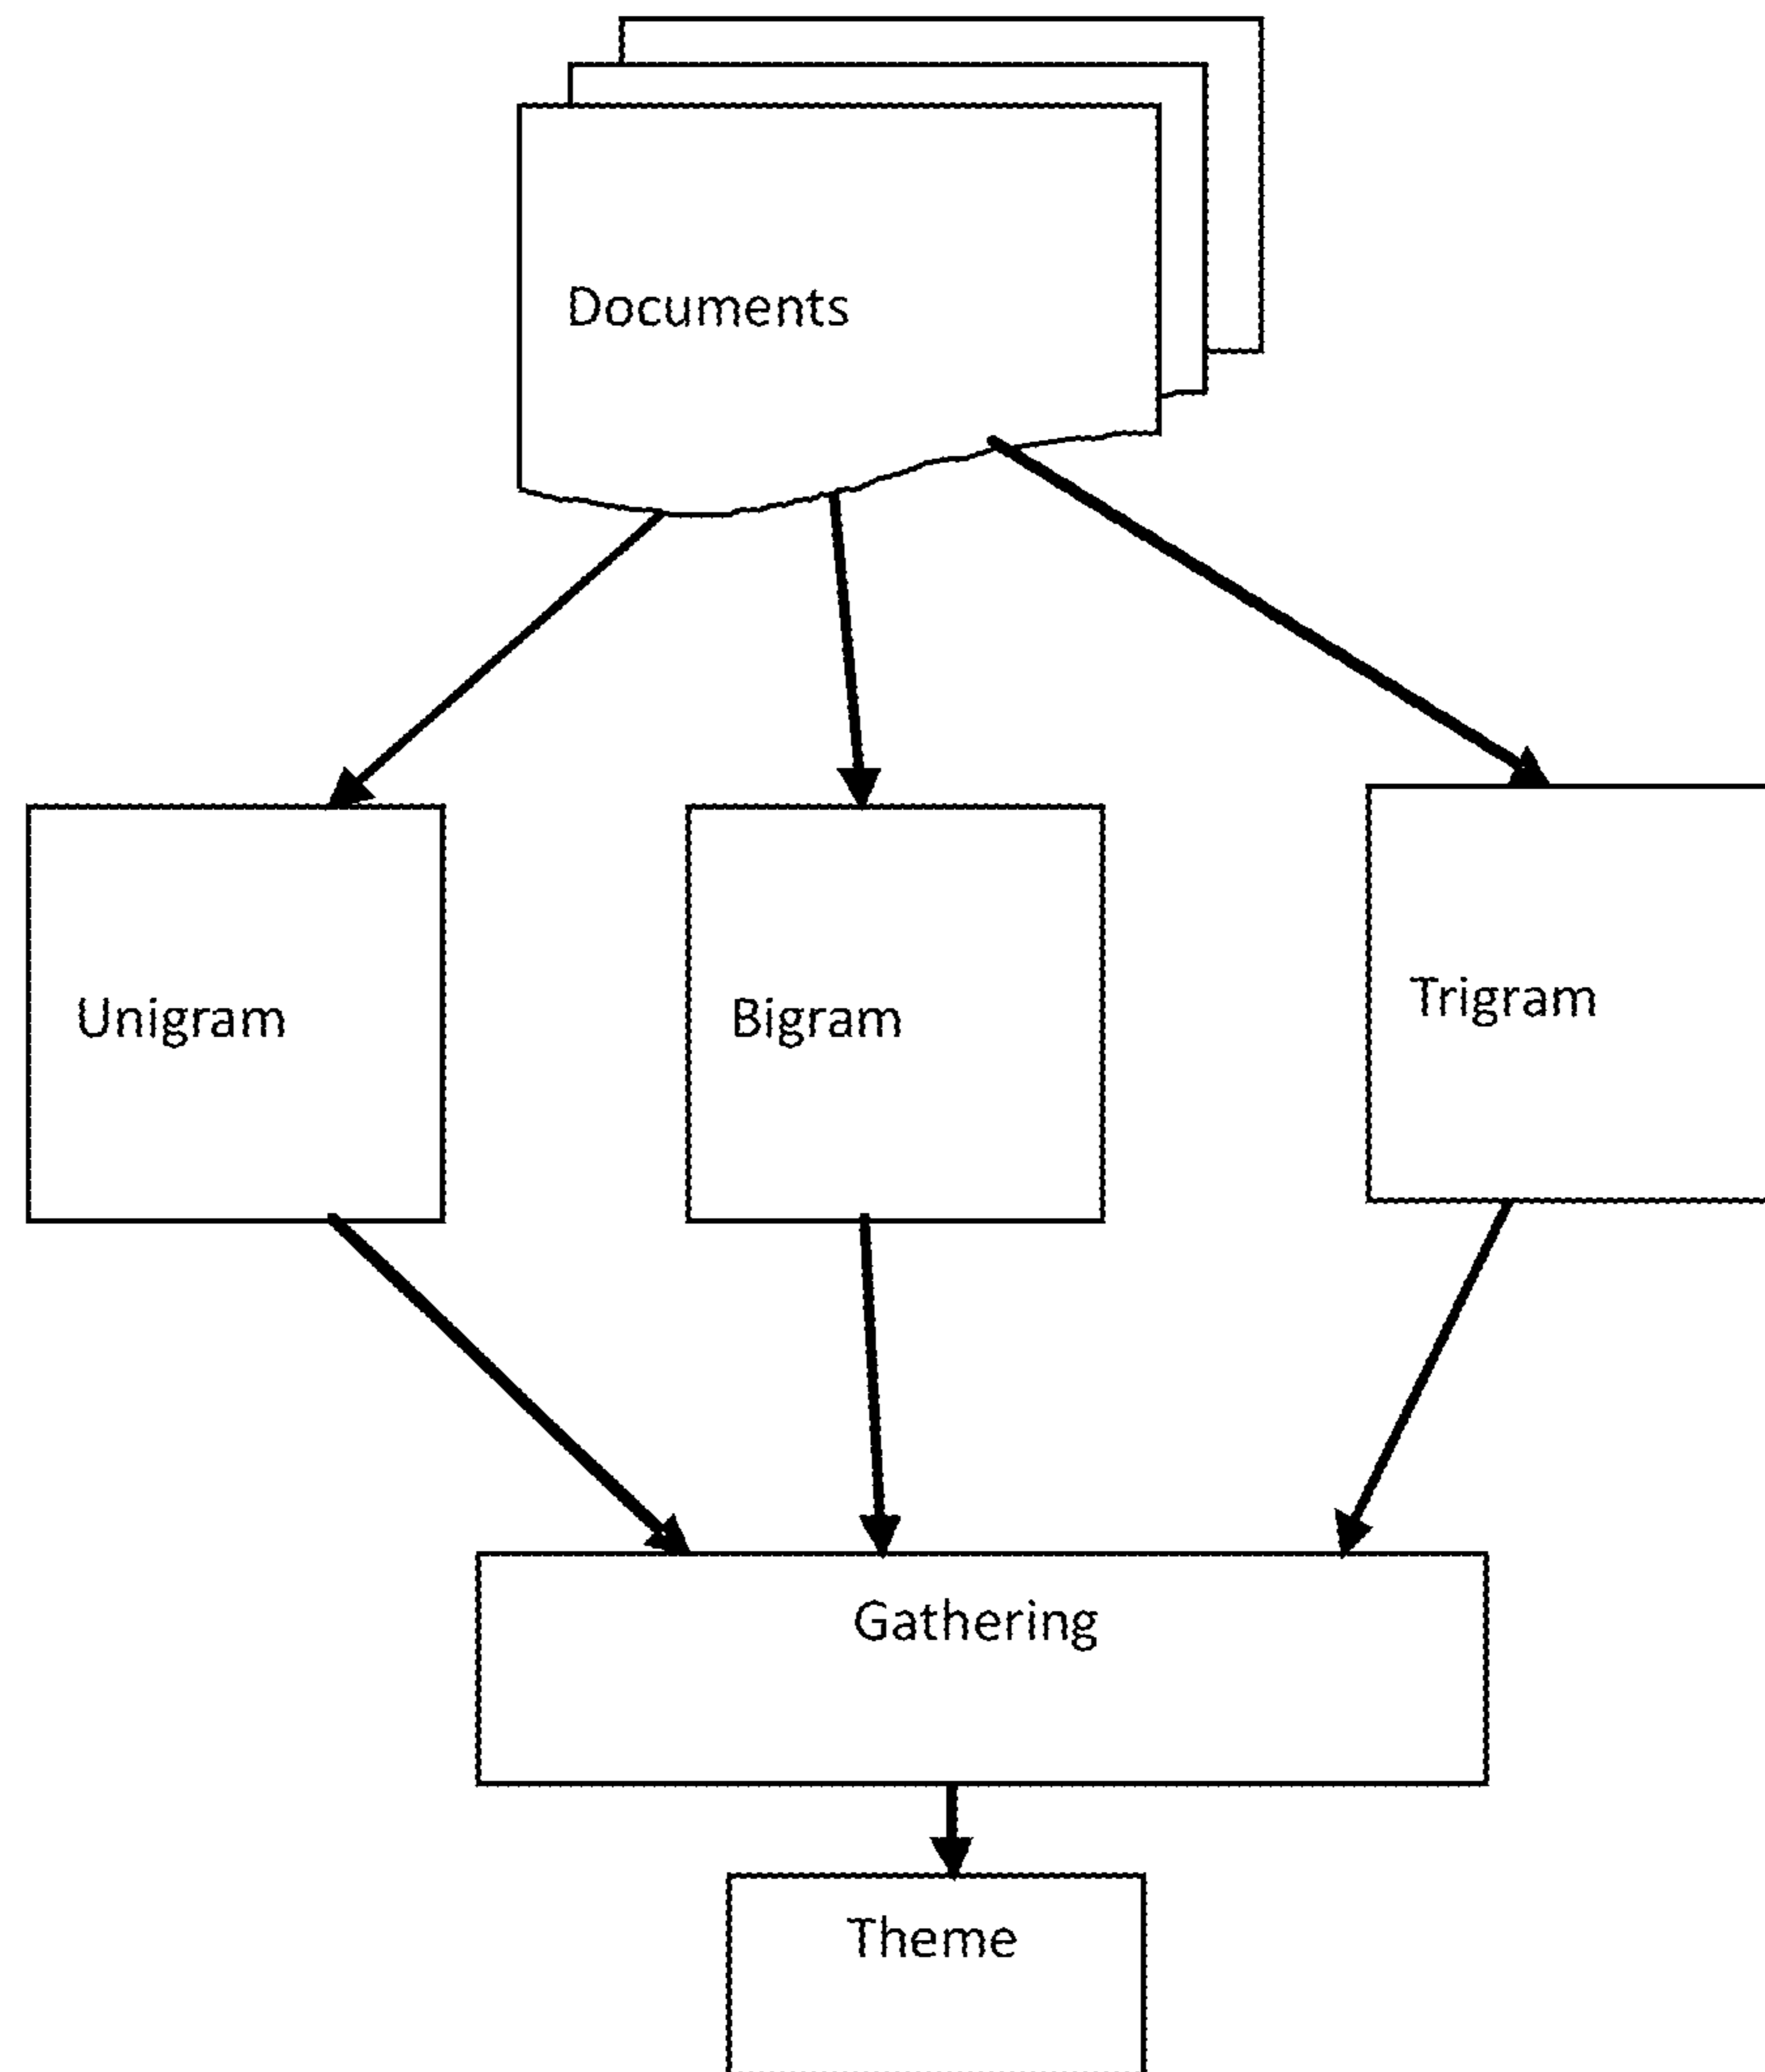 Documents
Unigram
Bigram
Trigram
Gathering
Theme